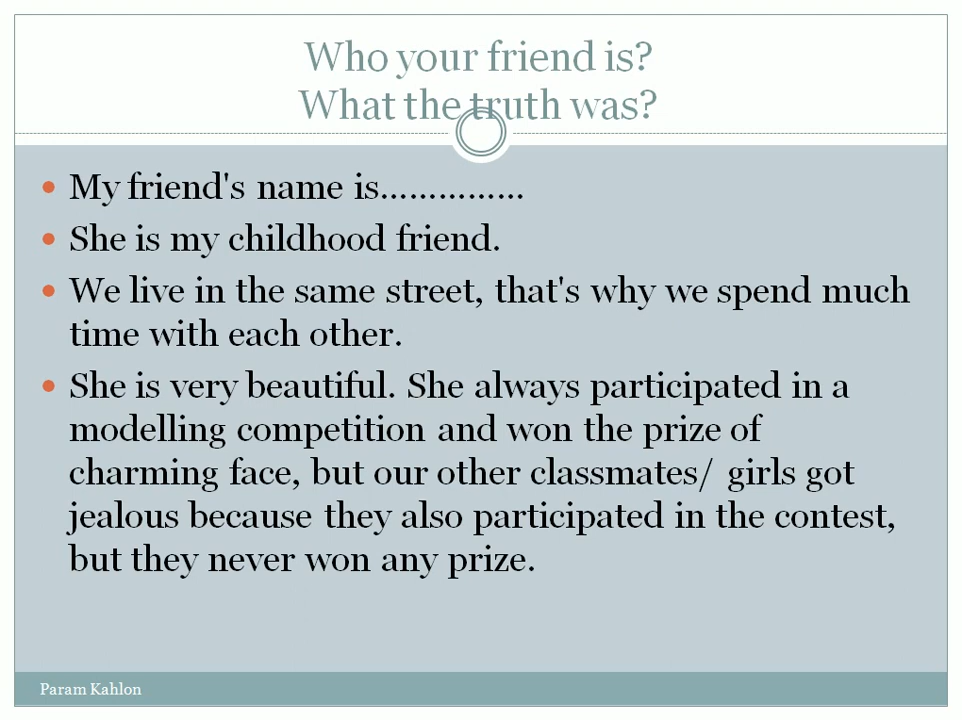 Who your friend is?
What the truth was?
• My friend's name is...............
• She is my childhood friend.
• We live in the same street, that's why we spend much
time with each other.
• She is very beautiful. She always participated in a
modelling competition and won the prize of
charming face, but our other classmates/ girls got
jealous because they also participated in the contest,
but they never won any prize.
Param Kahlon